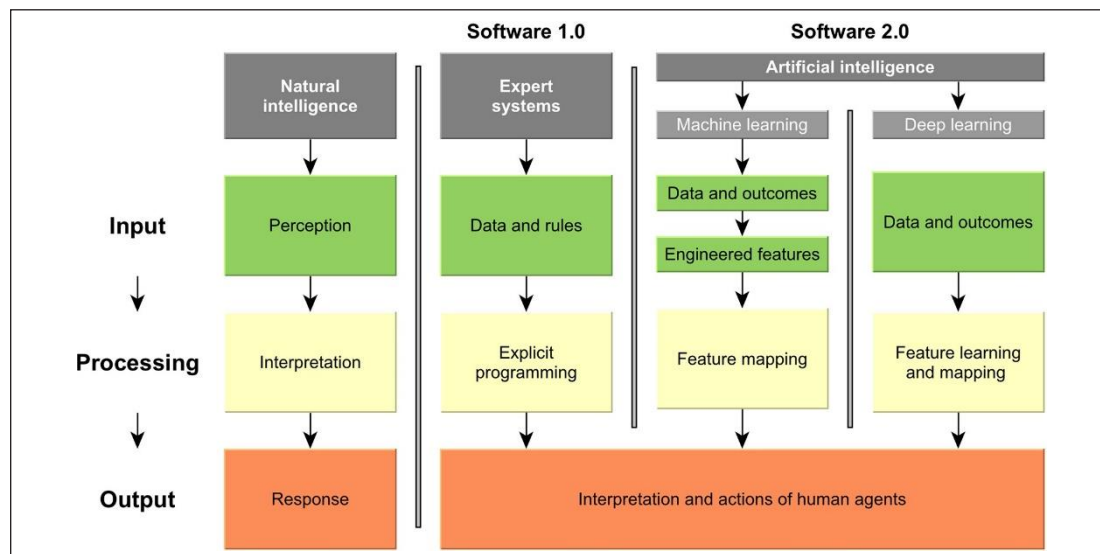 Software 1.0
Software 2.0
Natural
intelligence
Expert
systems
Artificial intelligence
Machine learning
Deep learning
Input
Perception
Data and rules
Data and outcomes
Engineered features
Data and outcomes
Processing
Interpretation
Explicit
programming
Feature mapping
Feature learning
and mapping
Output
Response
Interpretation and actions of human agents